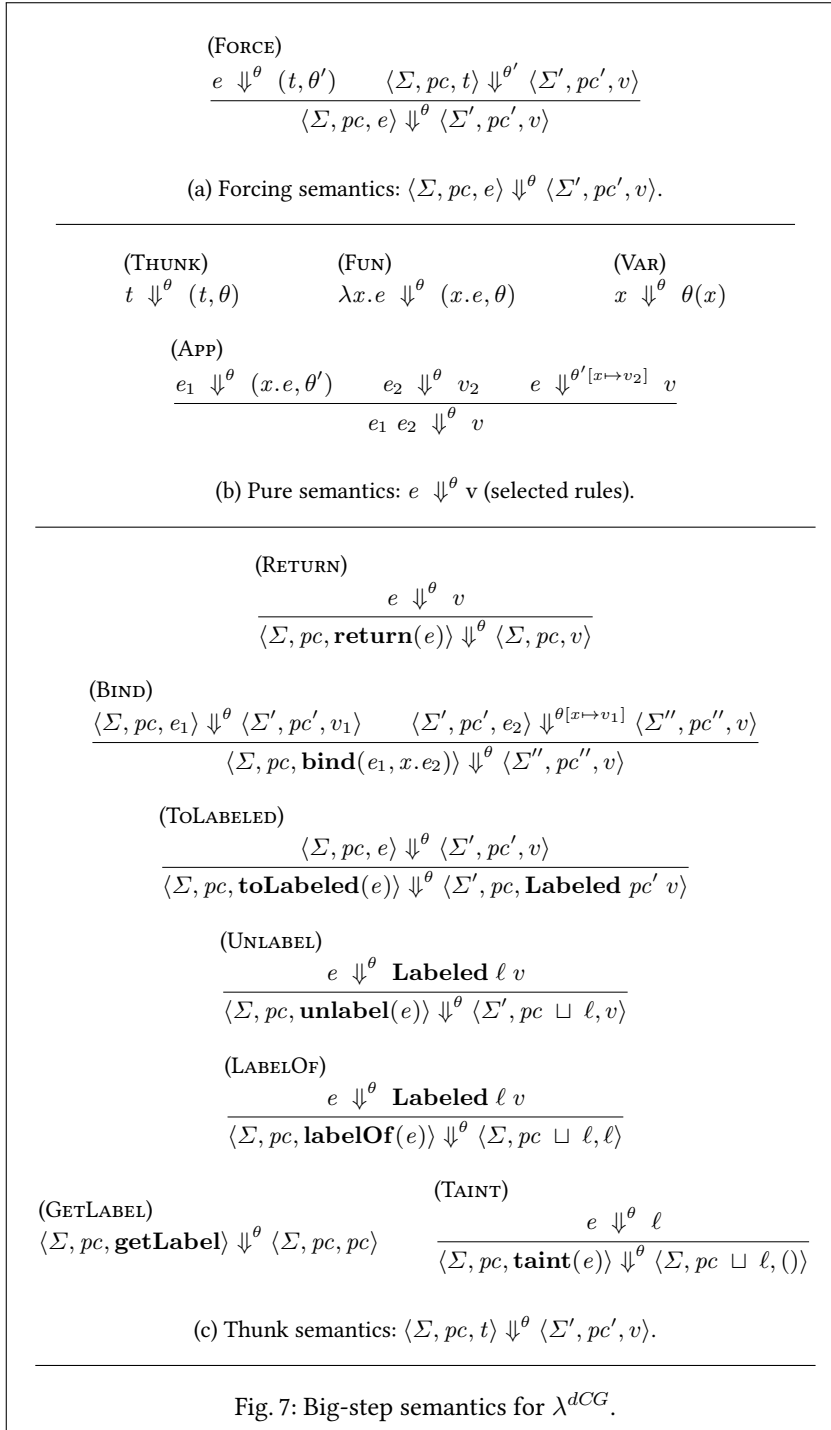 (Force)
e ⇓^θ (t, θ′)    ⟨Σ, pc, t⟩ ⇓^θ′ ⟨Σ′, pc′, v⟩
⟨Σ, pc, e⟩ ⇓^θ ⟨Σ′, pc′, v⟩
(a) Forcing semantics: ⟨Σ, pc, e⟩ ⇓^θ ⟨Σ′, pc′, v⟩.
(Thunk) (Fun) (Var)
t ⇓^θ (t, θ)    λx.e ⇓^θ (x.e, θ)    x ⇓^θ θ(x)
(App)
e₁ ⇓^θ (x.e, θ′)    e₂ ⇓^θ v₂    e ⇓^θ′[x↦v₂] v
e₁ e₂ ⇓^θ v
(b) Pure semantics: e ⇓^θ v (selected rules).
(Return)
e ⇓^θ v
⟨Σ, pc, return(e)⟩ ⇓^θ ⟨Σ, pc, v⟩
(Bind)
⟨Σ, pc, e₁⟩ ⇓^θ ⟨Σ′, pc′, v₁⟩    ⟨Σ′, pc′, e₂⟩ ⇓^θ[x↦v₁] ⟨Σ′′, pc′′, v⟩
⟨Σ, pc, bind(e₁, x.e₂)⟩ ⇓^θ ⟨Σ′′, pc′′, v⟩
(ToLabeled)
⟨Σ, pc, e⟩ ⇓^θ ⟨Σ′, pc′, v⟩
⟨Σ, pc, toLabeled(e)⟩ ⇓^θ ⟨Σ′, pc, Labeled pc′ v⟩
(Unlabel)
e ⇓^θ Labeled ℓ v
⟨Σ, pc, unlabel(e)⟩ ⇓^θ ⟨Σ′, pc ⊔ ℓ, v⟩
(LabelOf)
e ⇓^θ Labeled ℓ v
⟨Σ, pc, labelOf(e)⟩ ⇓^θ ⟨Σ, pc ⊔ ℓ, ℓ⟩
(GetLabel)
⟨Σ, pc, getLabel⟩ ⇓^θ ⟨Σ, pc, pc⟩
(Taint)
e ⇓^θ ℓ
⟨Σ, pc, taint(e)⟩ ⇓^θ ⟨Σ, pc ⊔ ℓ, ()⟩
(c) Thunk semantics: ⟨Σ, pc, t⟩ ⇓^θ ⟨Σ′, pc′, v⟩.
Fig. 7: Big-step semantics for λ^dCG.